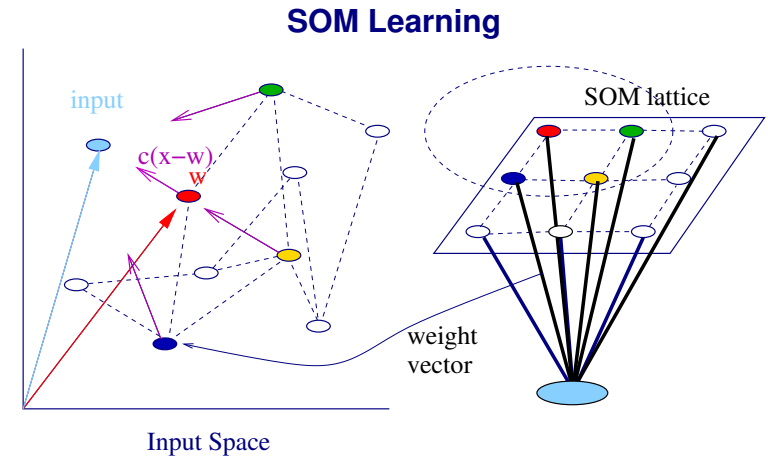 SOM Learning
input
SOM lattice
c(x−w)
w
weight
vector
Input Space